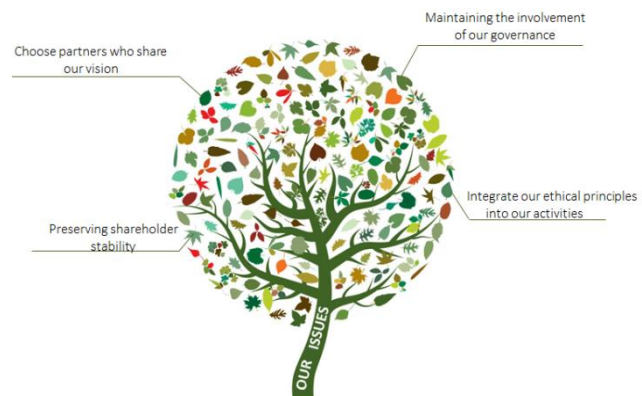 Maintaining the involvement
of our governance
Choose partners who share
our vision
Integrate our ethical principles
into our activities
Preserving shareholder
stability
OUR ISSUES